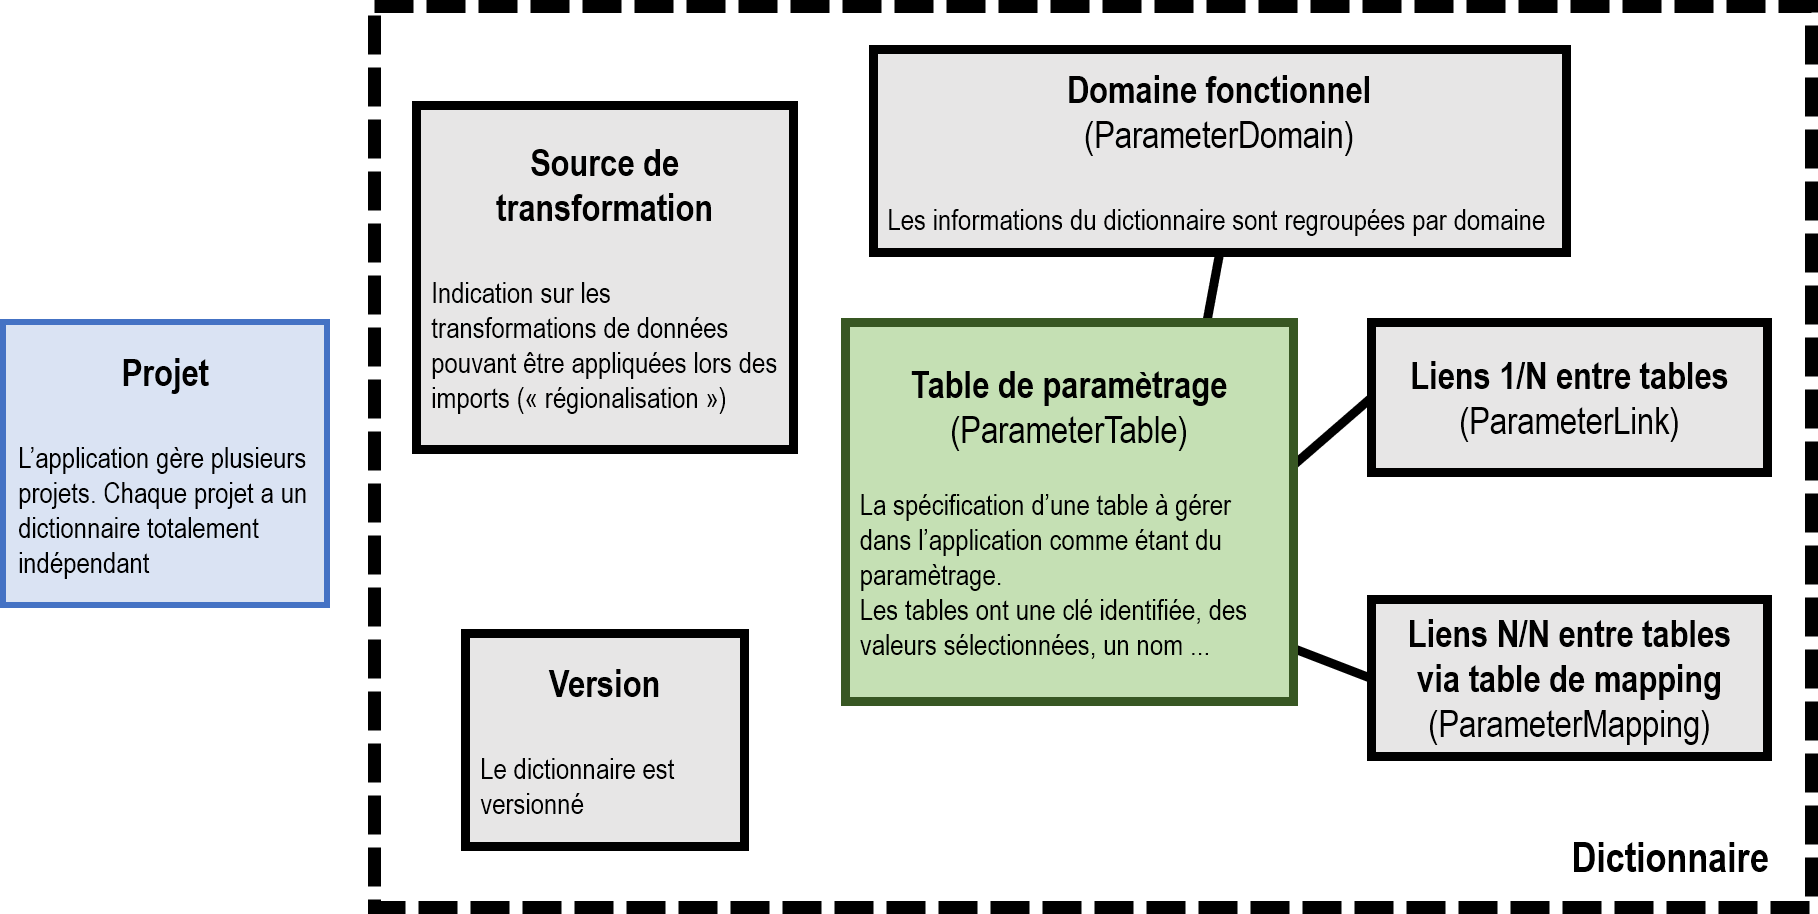 Projet
L'application gère plusieurs
projets. Chaque projet a un
dictionnaire totalement
indépendant
Source de
transformation
Indication sur les
transformations de données
pouvant être appliquées lors des
imports (« régionalisation »)
Version
Le dictionnaire est
versionné
Domaine fonctionnel
(ParameterDomain)
Les informations du dictionnaire sont regroupées par domaine
Table de paramètrage
(ParameterTable)
La spécification d'une table à gérer
dans l'application comme étant du
paramètrage.
Les tables ont une clé identifiée, des
valeurs sélectionnées, un nom ...
Liens 1/N entre tables
(ParameterLink)
Liens N/N entre tables
via table de mapping
(ParameterMapping)
Dictionnaire